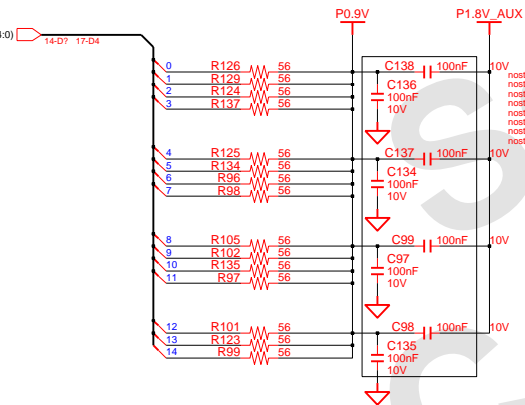 P0.9V P1.8V_AUX
:0) 14-D? 17-D4
0 R126 56 C138 100nF 10V
1 R129 56 C136 nost
2 R124 56 100nF nost
3 R137 56 10V nost
nost
nost
nost
nost
4 R125 56 C137 100nF 10V
5 R134 56 C134
6 R96 56 100nF
7 R98 56 10V
8 R105 56 C99 100nF 10V
9 R102 56 C97
10 R135 56 100nF
11 R97 56 10V
12 R101 56 C98 100nF 10V
13 R123 56 C135
14 R99 56 100nF
10V